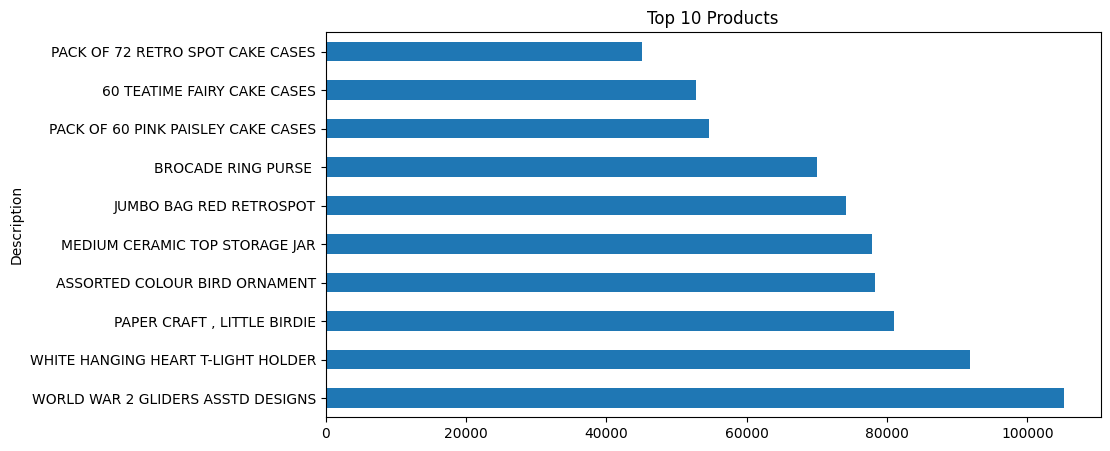 Top 10 Products
PACK OF 72 RETRO SPOT CAKE CASES
60 TEATIME FAIRY CAKE CASES
PACK OF 60 PINK PAISLEY CAKE CASES
BROCADE RING PURSE
JUMBO BAG RED RETROSPOT
MEDIUM CERAMIC TOP STORAGE JAR
ASSORTED COLOUR BIRD ORNAMENT
PAPER CRAFT , LITTLE BIRDIE
WHITE HANGING HEART T-LIGHT HOLDER
WORLD WAR 2 GLIDERS ASSTD DESIGNS
Description
0 20000 40000 60000 80000 100000